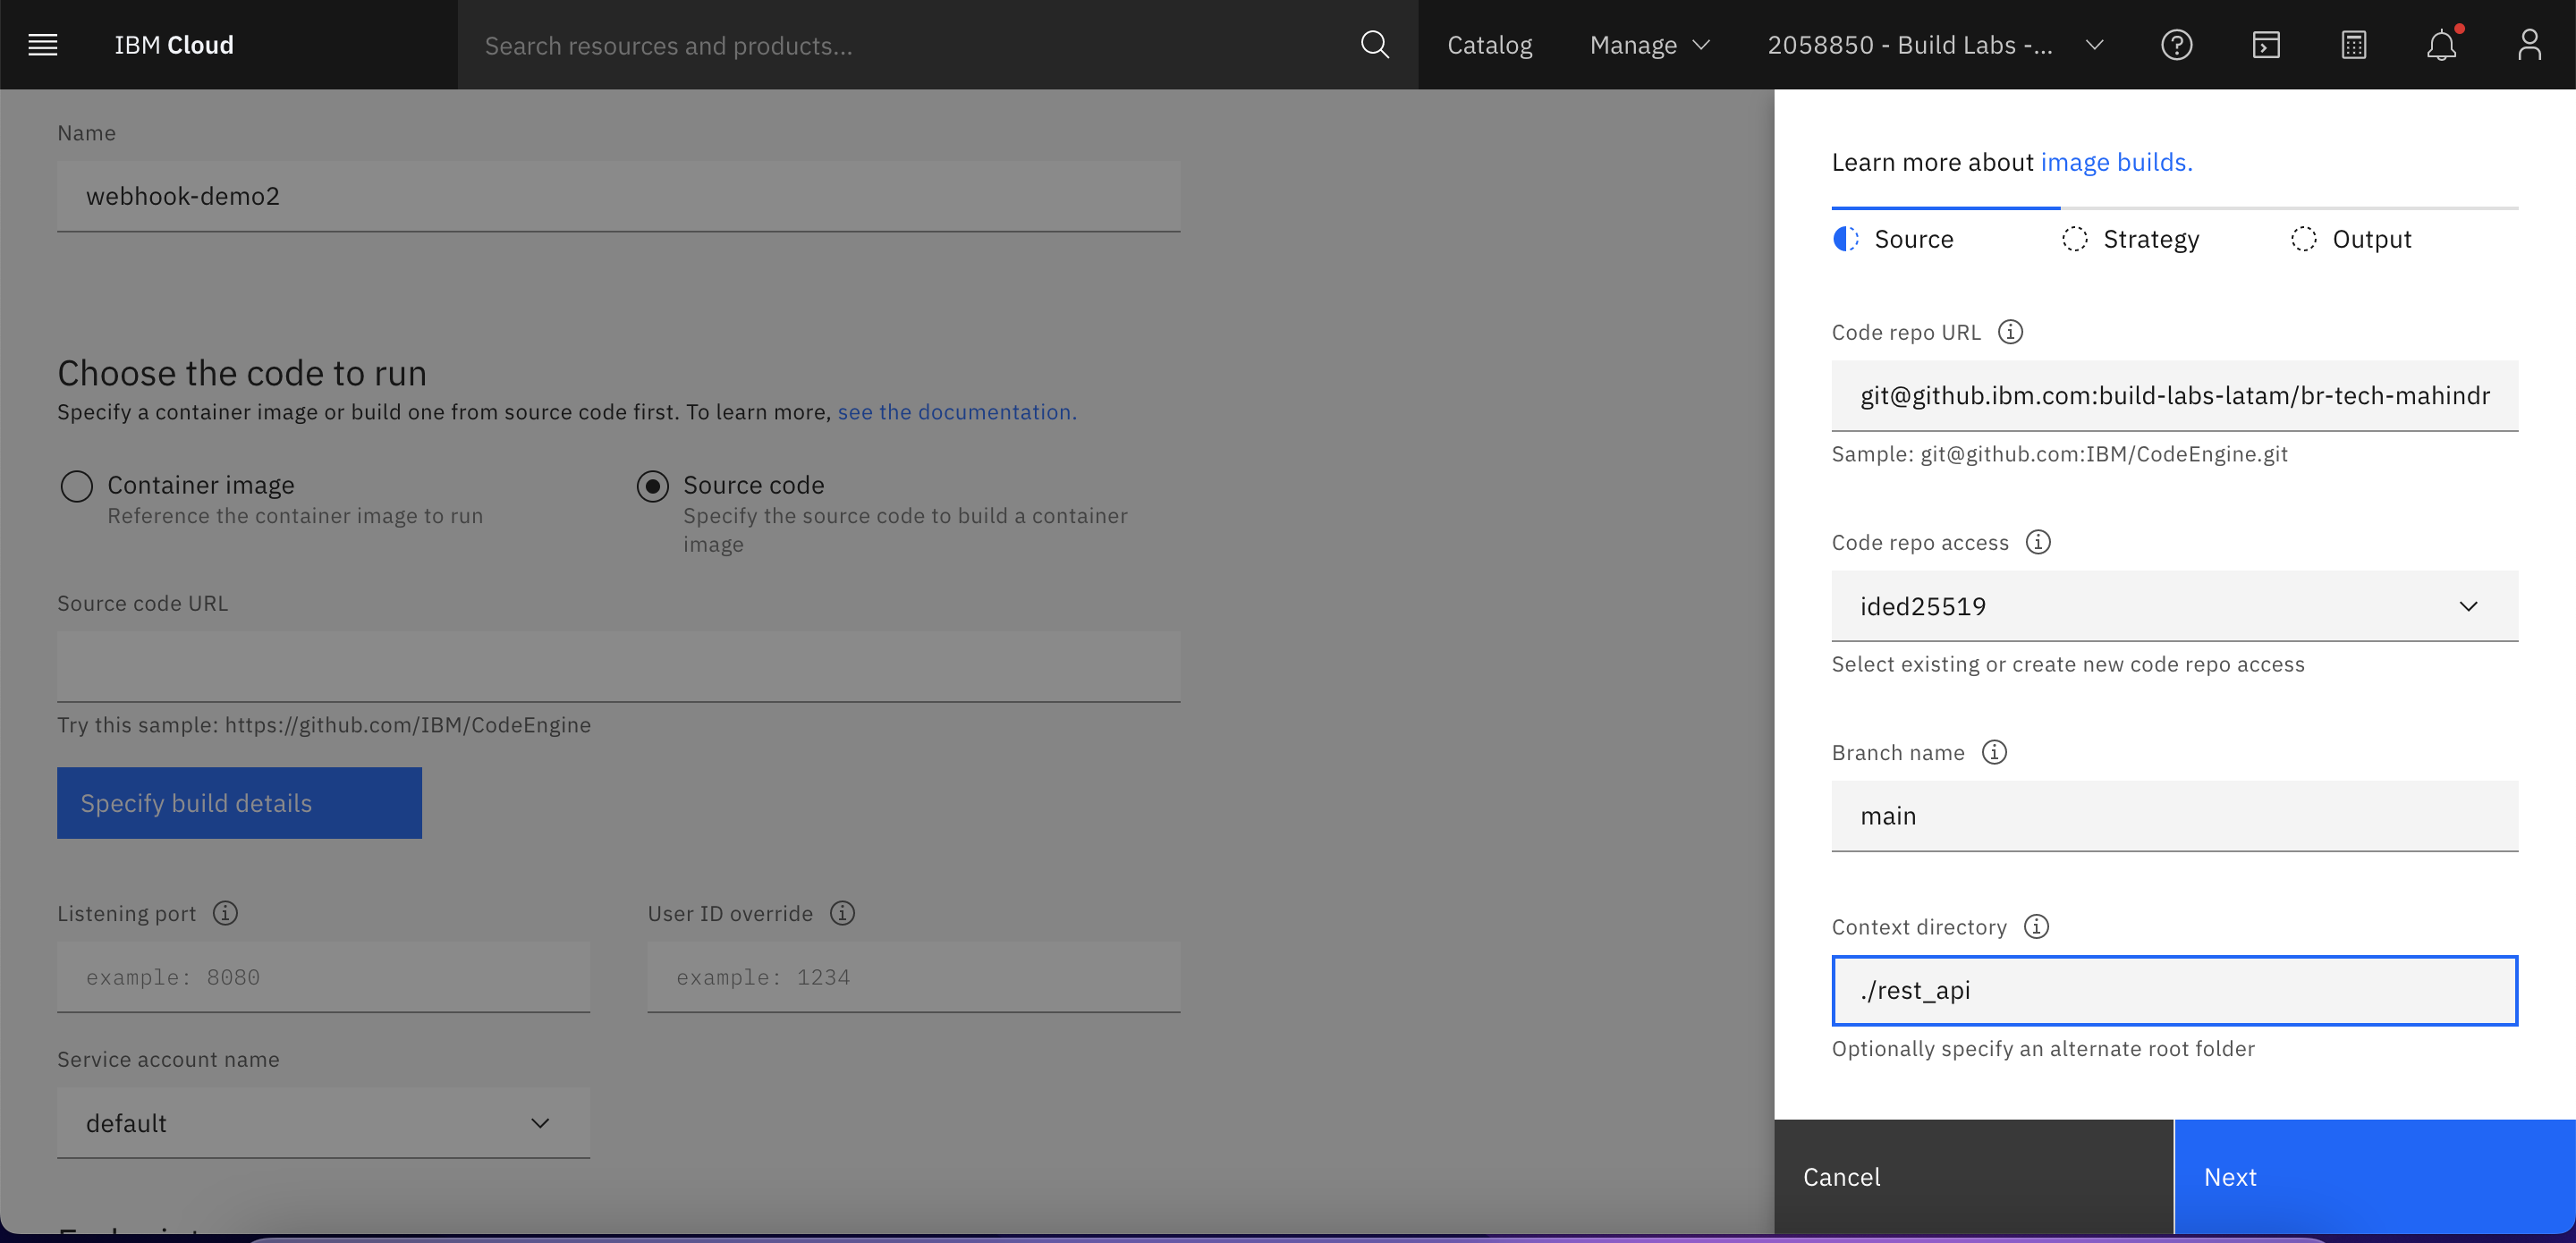 IBM Cloud
Search resources and products...
Catalog
Manage
2058850 - Build Labs -...
Name
webhook-demo2
Choose the code to run
Specify a container image or build one from source code first. To learn more, see the documentation.
Container image
Reference the container image to run
Source code
Specify the source code to build a container
image
Source code URL
Try this sample: https://github.com/IBM/CodeEngine
Specify build details
Listening port
example: 8080
User ID override
example: 1234
Service account name
default
Learn more about image builds.
Source
Strategy
Output
Code repo URL
git@github.ibm.com:build-labs-latam/br-tech-mahindr
Sample: git@github.com:IBM/CodeEngine.git
Code repo access
ided25519
Select existing or create new code repo access
Branch name
main
Context directory
./rest_api
Optionally specify an alternate root folder
Cancel
Next